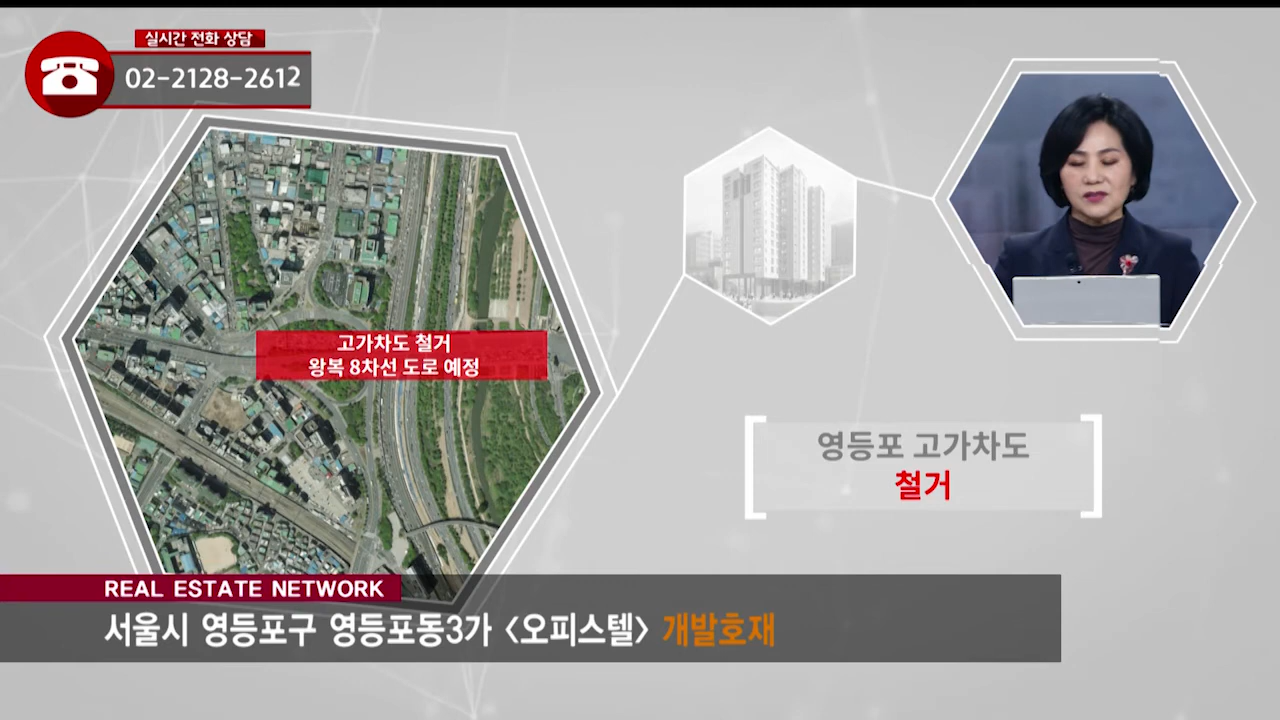 실시간 전화 상담
02-2128-2612
고가차도 철거
왕복 8차선 도로 예정
영등포 고가차도
철거
REAL ESTATE NETWORK
서울시 영등포구 영등포동3가 <오피스텔> 개발호재